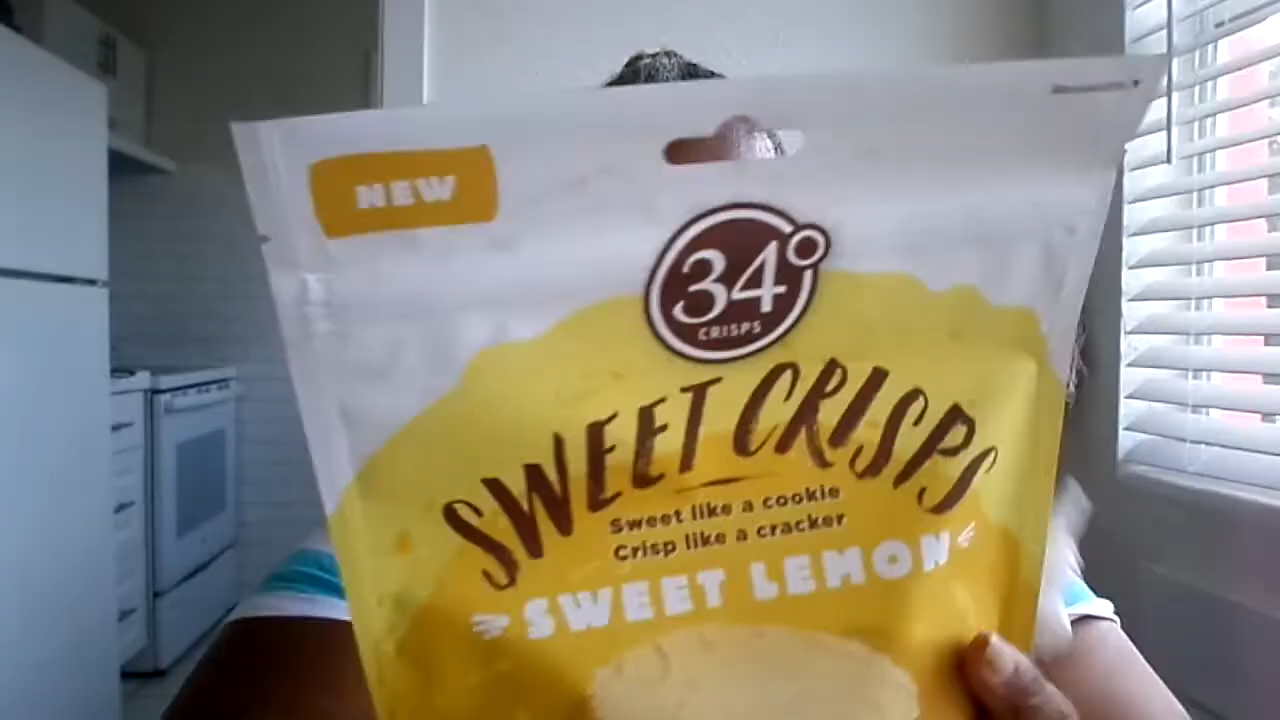 NEW
34°
CRISPS
SWEET CRISPS
Sweet like a cookie
Crisp like a cracker
SWEET LEMON